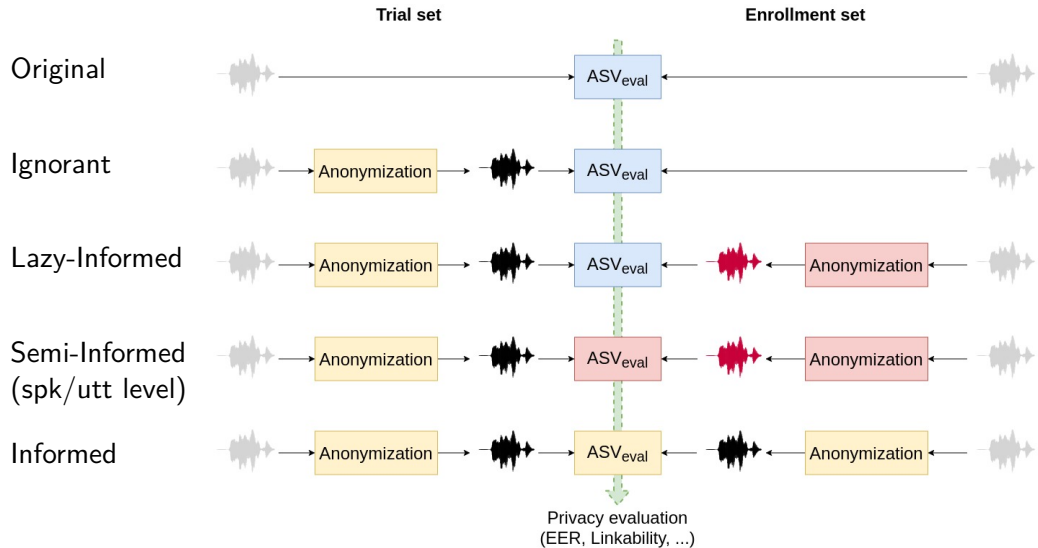 Trial set
Enrollment set
Original
ASVeval
Ignorant
Anonymization
ASVeval
Lazy-Informed
Anonymization
ASVeval
Anonymization
Semi-Informed
(spk/utt level)
Anonymization
ASVeval
Anonymization
Informed
Anonymization
ASVeval
Anonymization
Privacy evaluation
(EER, Linkability, ...)